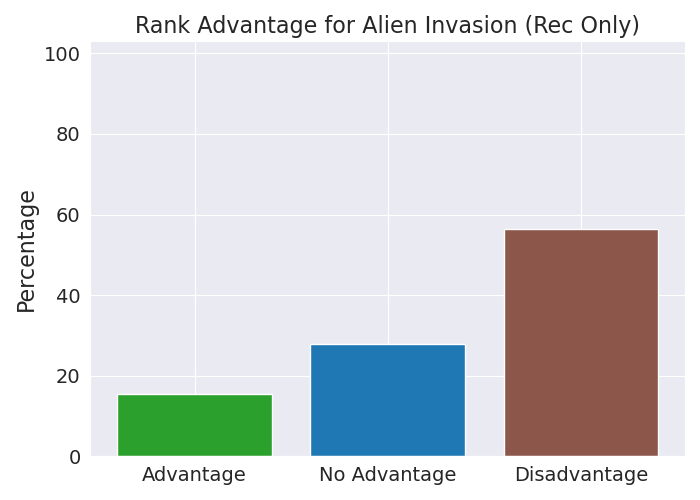 Rank Advantage for Alien Invasion (Rec Only)
100
80
60
40
20
0
Percentage
Advantage
No Advantage
Disadvantage